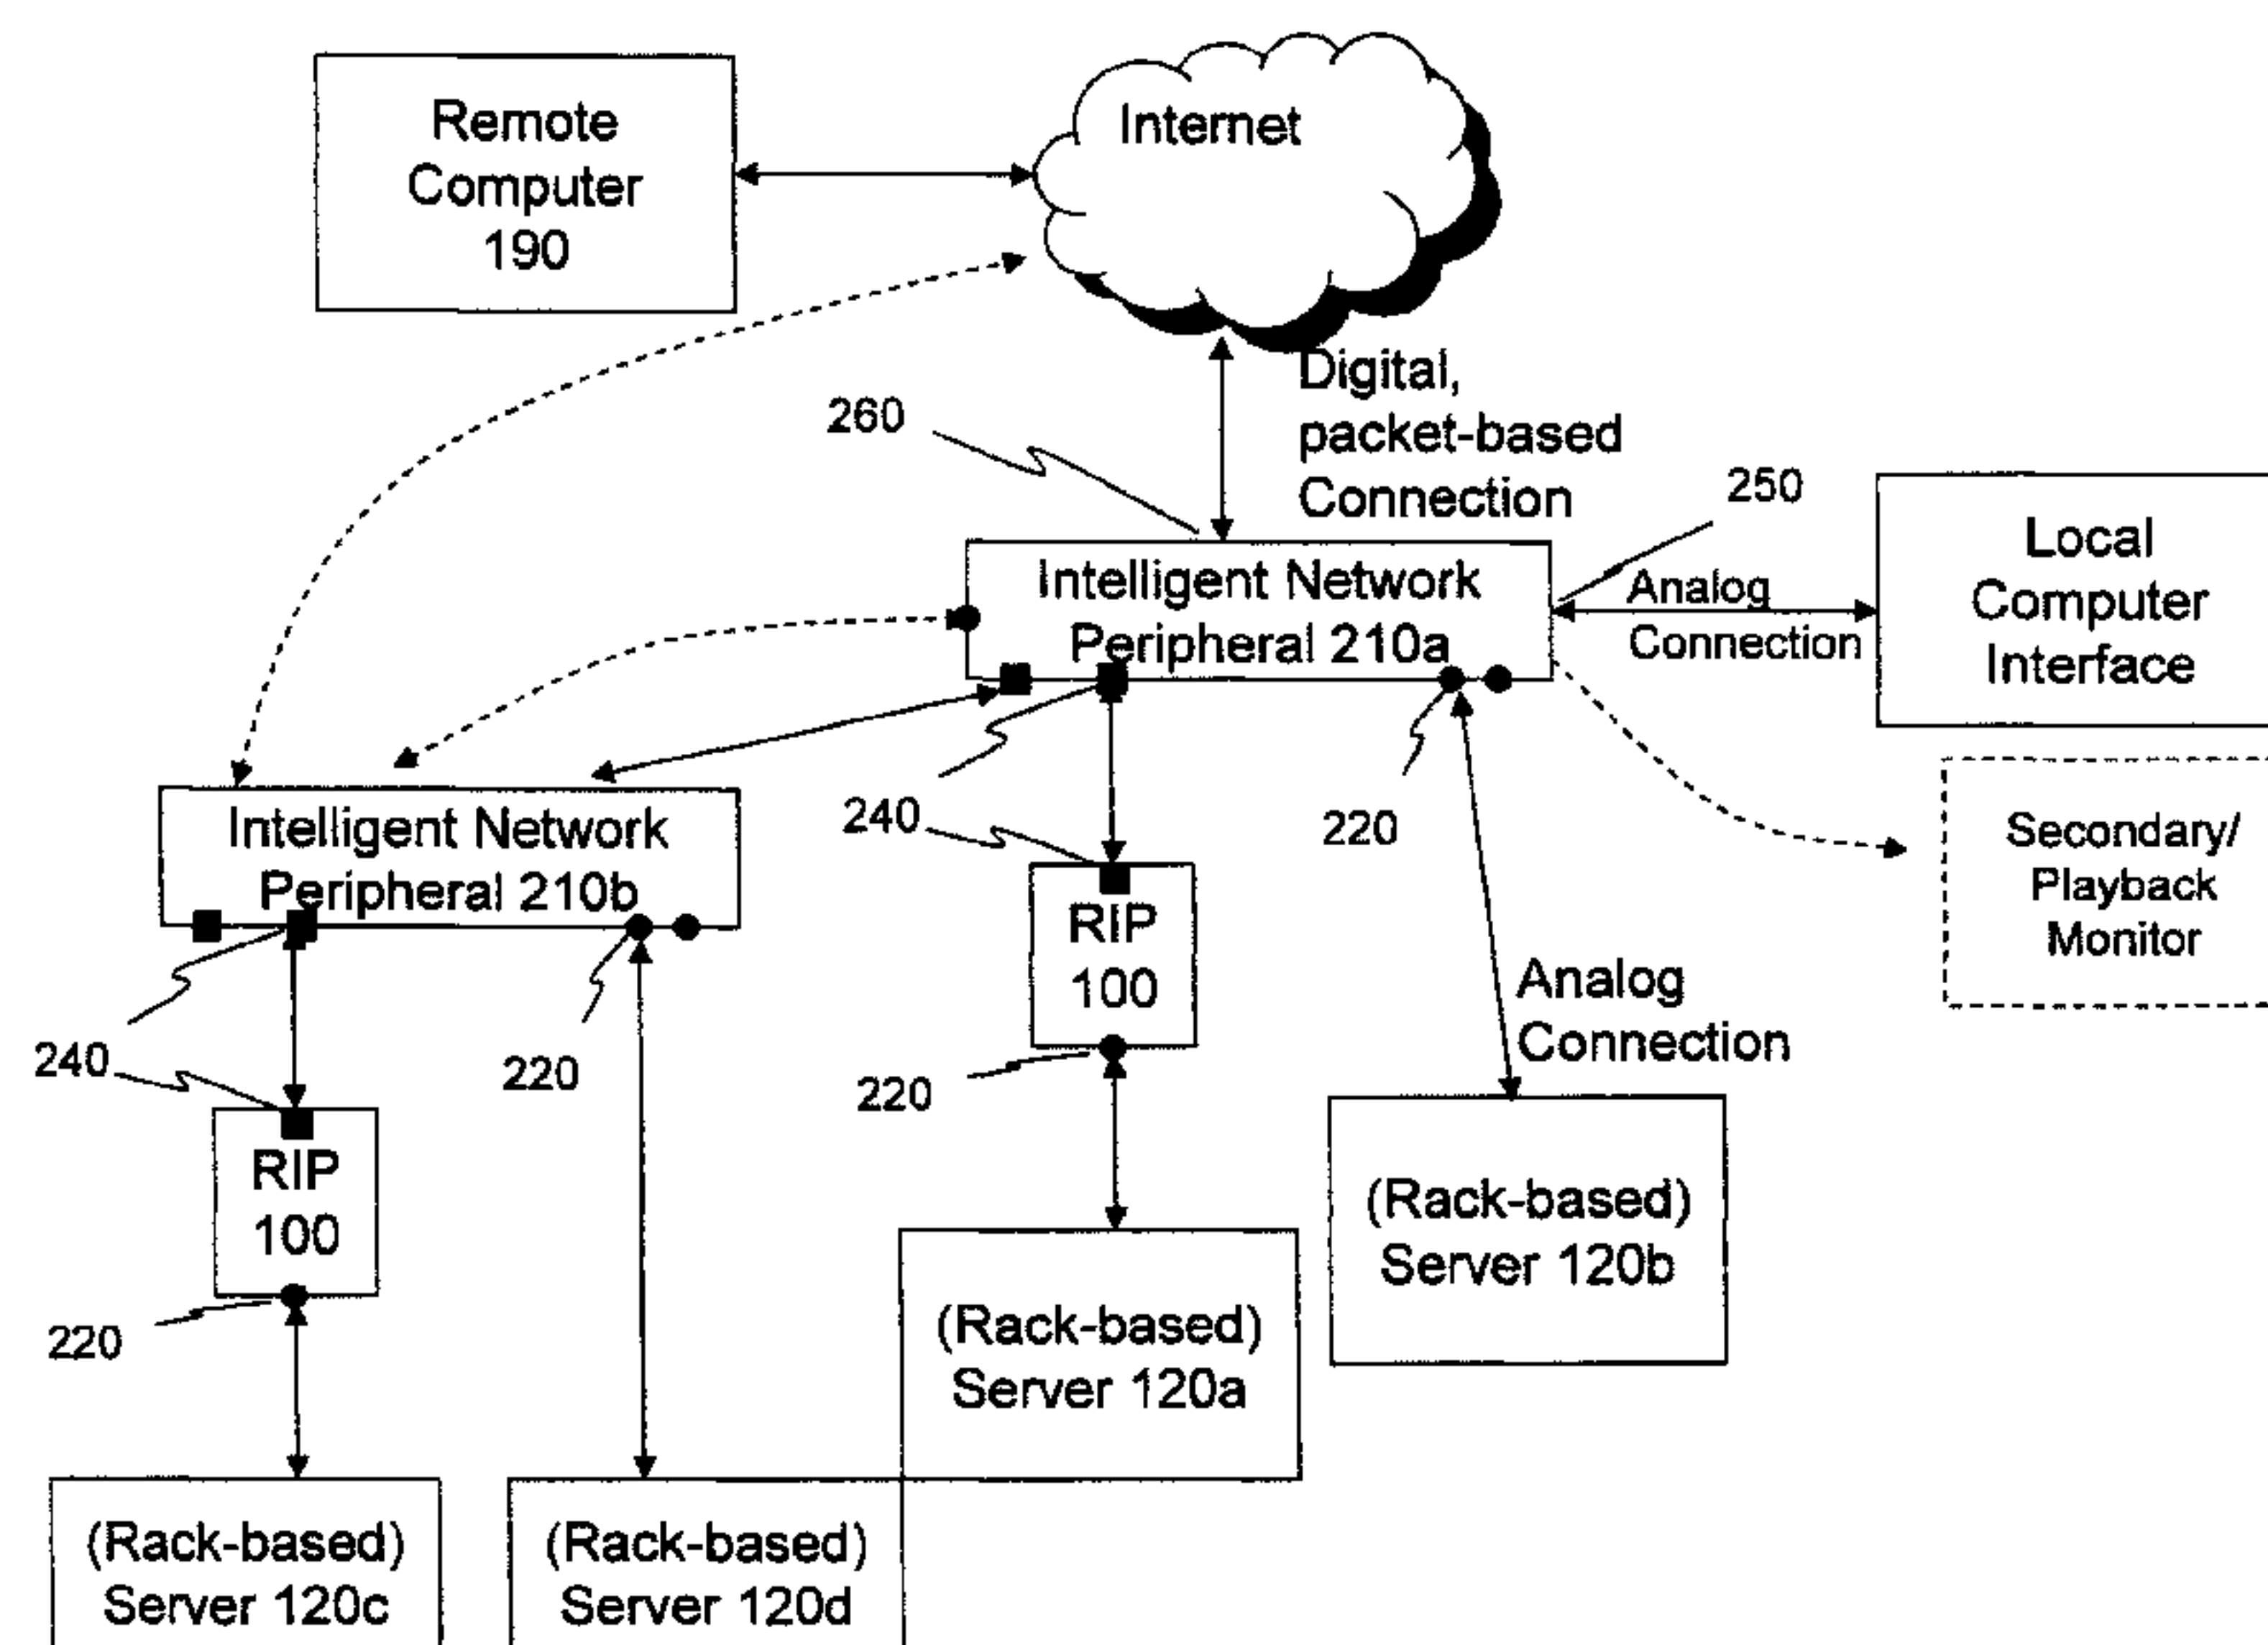 Remote
Computer
190
Internet
Digital,
packet-based
Connection
260
250
Intelligent Network
Peripheral 210a
Analog
Connection
Local
Computer
Interface
Intelligent Network
Peripheral 210b
240
220
Secondary/
Playback
Monitor
RIP
100
Analog
Connection
240
220
220
RIP
100
(Rack-based)
Server 120b
220
(Rack-based)
Server 120a
(Rack-based)
Server 120c
(Rack-based)
Server 120d